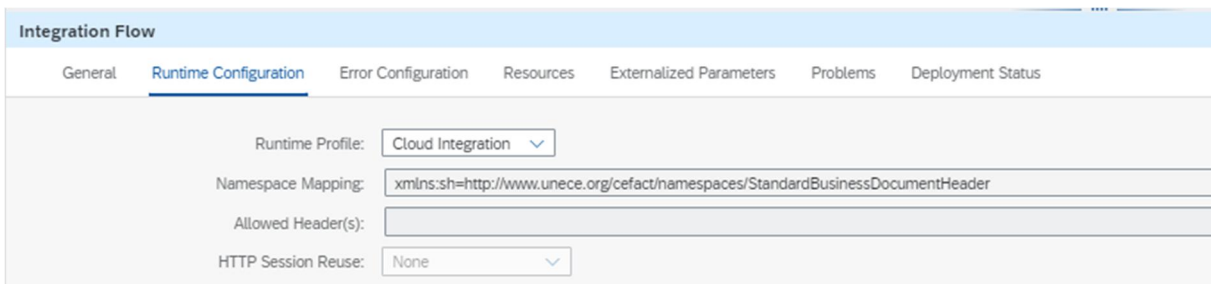 Integration Flow
General Runtime Configuration Error Configuration Resources Externalized Parameters Problems Deployment Status
Runtime Profile: Cloud Integration
Namespace Mapping: xmlns:sh=http://www.unece.org/cefact/namespaces/StandardBusinessDocumentHeader
Allowed Header(s):
HTTP Session Reuse: None